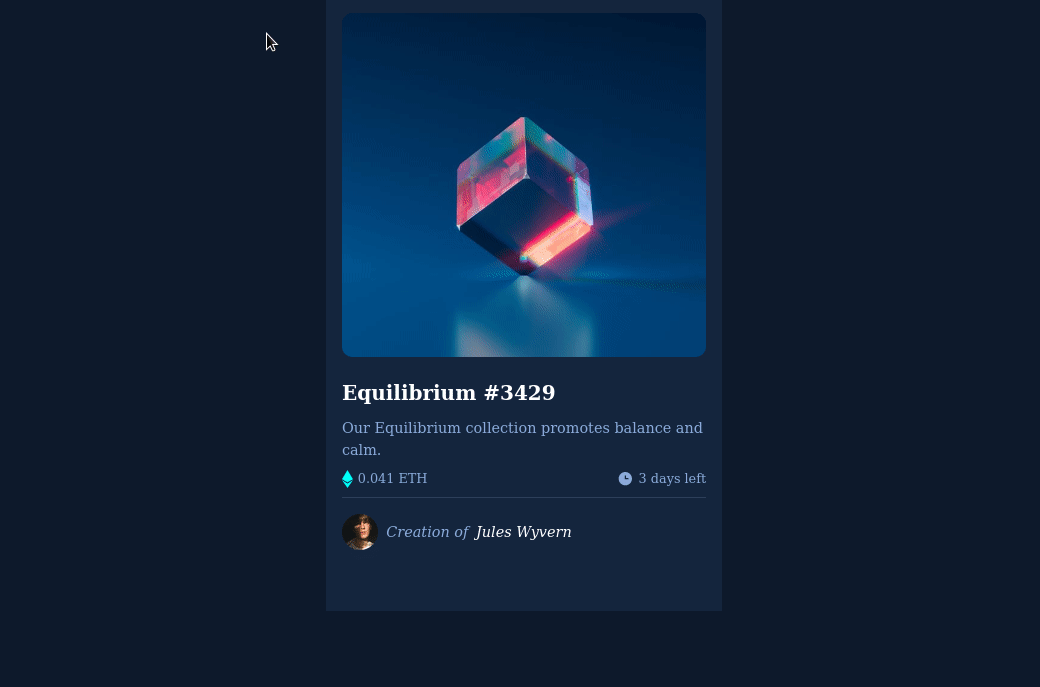 Equilibrium #3429
Our Equilibrium collection promotes balance and
calm.
0.041 ETH
3 days left
Creation of Jules Wyvern